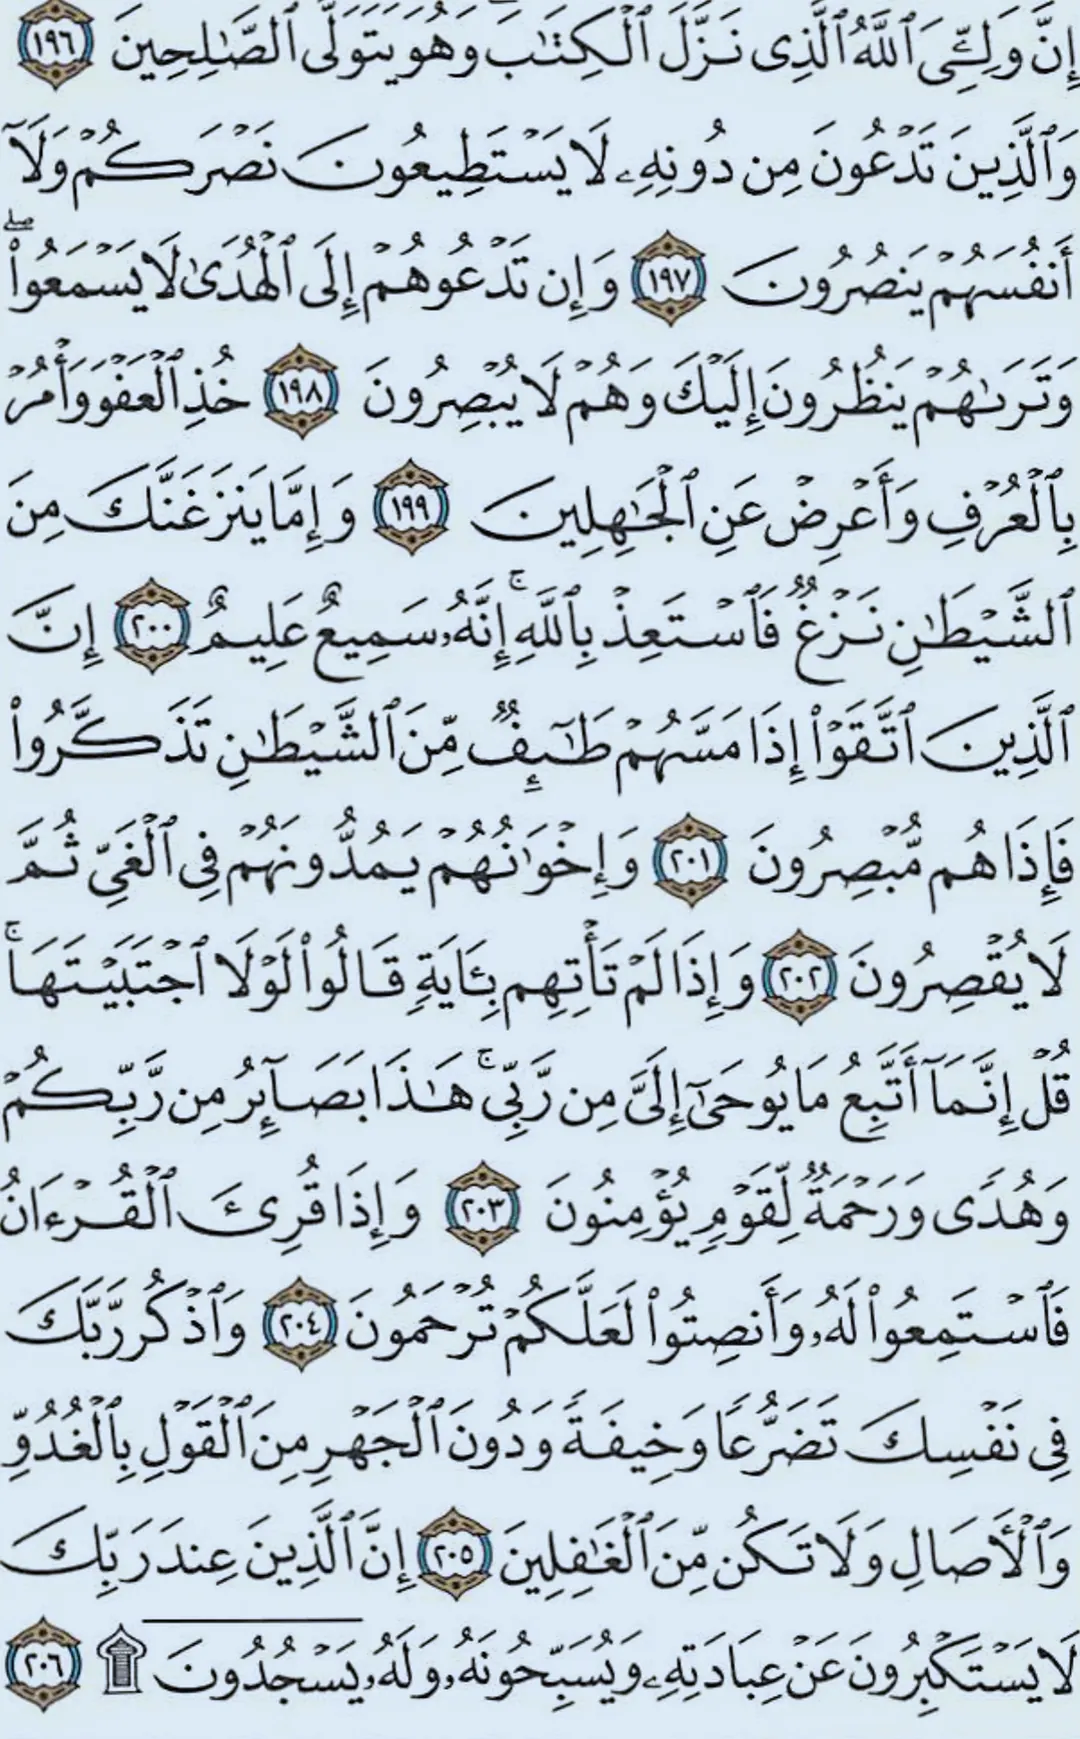 إِنَّ وَلِـِّۧيَ ٱللَّهُ ٱلَّذِي نَزَّلَ ٱلۡكِتَٰبَۖ وَهُوَ يَتَوَلَّى ٱلصَّٰلِحِينَ ١٩٦
وَٱلَّذِينَ تَدۡعُونَ مِن دُونِهِۦ لَا يَسۡتَطِيعُونَ نَصۡرَكُمۡ وَلَآ
أَنفُسَهُمۡ يَنصُرُونَ ١٩٧ وَإِن تَدۡعُوهُمۡ إِلَى ٱلۡهُدَىٰ لَا يَسۡمَعُواْۖ
وَتَرَىٰهُمۡ يَنظُرُونَ إِلَيۡكَ وَهُمۡ لَا يُبۡصِرُونَ ١٩٨ خُذِ ٱلۡعَفۡوَ وَأۡمُرۡ
بِٱلۡعُرۡفِ وَأَعۡرِضۡ عَنِ ٱلۡجَٰهِلِينَ ١٩٩ وَإِمَّا يَنزَغَنَّكَ مِنَ
ٱلشَّيۡطَٰنِ نَزۡغٞ فَٱسۡتَعِذۡ بِٱللَّهِۚ إِنَّهُۥ سَمِيعٌ عَلِيمٌ ٢٠٠ إِنَّ
ٱلَّذِينَ ٱتَّقَوۡاْ إِذَا مَسَّهُمۡ طَٰٓئِفٞ مِّنَ ٱلشَّيۡطَٰنِ تَذَكَّرُواْ
فَإِذَا هُم مُّبۡصِرُونَ ٢٠١ وَإِخۡوَٰنُهُمۡ يَمُدُّونَهُمۡ فِي ٱلۡغَيِّ ثُمَّ
لَا يُقۡصِرُونَ ٢٠٢ وَإِذَا لَمۡ تَأۡتِهِم بِـَٔايَةٖ قَالُواْ لَوۡلَا ٱجۡتَبَيۡتَهَاۚ
قُلۡ إِنَّمَآ أَتَّبِعُ مَا يُوحَىٰٓ إِلَيَّ مِن رَّبِّيۚ هَٰذَا بَصَآئِرُ مِن رَّبِّكُمۡ
وَهُدٗى وَرَحۡمَةٞ لِّقَوۡمٖ يُؤۡمِنُونَ ٢٠٣ وَإِذَا قُرِئَ ٱلۡقُرۡءَانُ
فَٱسۡتَمِعُواْ لَهُۥ وَأَنصِتُواْ لَعَلَّكُمۡ تُرۡحَمُونَ ٢٠٤ وَٱذۡكُر رَّبَّكَ
فِي نَفۡسِكَ تَضَرُّعٗا وَخِيفَةٗ وَدُونَ ٱلۡجَهۡرِ مِنَ ٱلۡقَوۡلِ بِٱلۡغُدُوِّ
وَٱلۡأٓصَالِ وَلَا تَكُن مِّنَ ٱلۡغَٰفِلِينَ ٢٠٥ إِنَّ ٱلَّذِينَ عِندَ رَبِّكَ
لَا يَسۡتَكۡبِرُونَ عَنۡ عِبَادَتِهِۦ وَيُسَبِّحُونَهُۥ وَلَهُۥ يَسۡجُدُونَۤ ۩ ٢٠٦